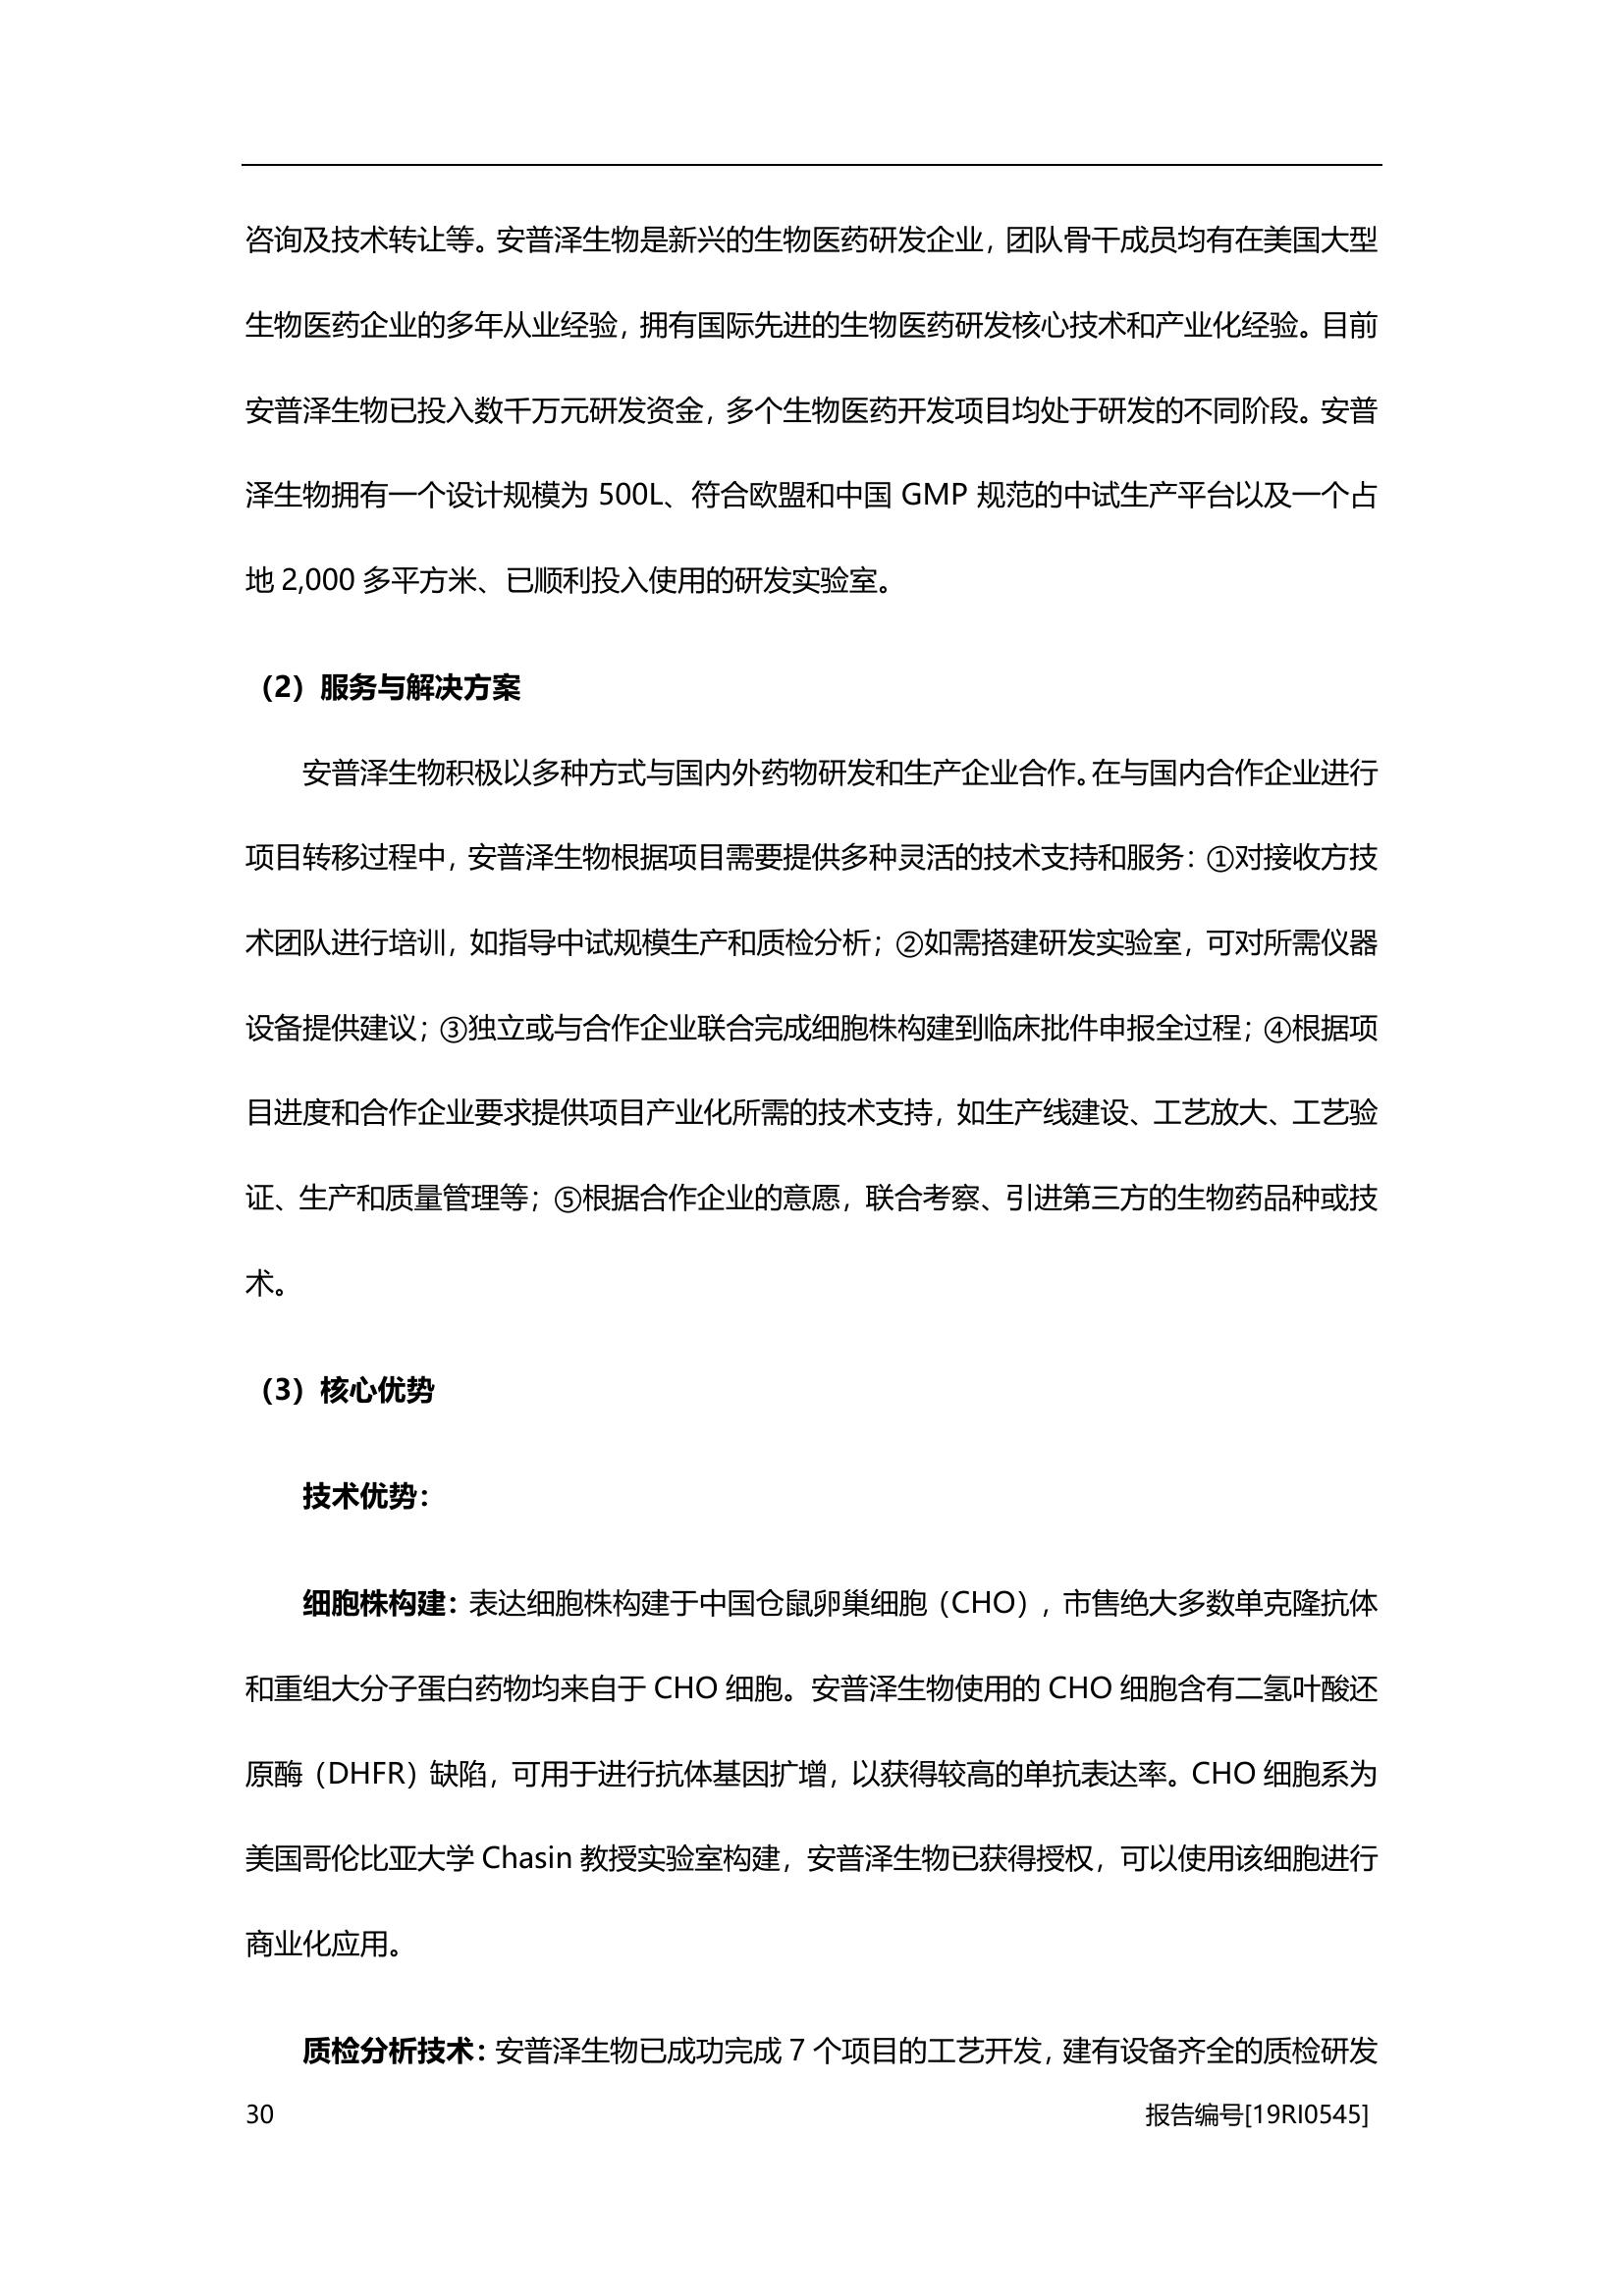 咨询及技术转让等。安普泽生物是新兴的生物医药研发企业，团队骨干成员均有在美国大型
生物医药企业的多年从业经验，拥有国际先进的生物医药研发核心技术和产业化经验。目前
安普泽生物已投入数千万元研发资金，多个生物医药开发项目均处于研发的不同阶段。安普
泽生物拥有一个设计规模为 500L、符合欧盟和中国 GMP 规范的中试生产平台以及一个占
地 2,000 多平方米、已顺利投入使用的研发实验室。
（2）服务与解决方案
安普泽生物积极以多种方式与国内外药物研发和生产企业合作。在与国内合作企业进行
项目转移过程中，安普泽生物根据项目需要提供多种灵活的技术支持和服务：①对接收方技
术团队进行培训，如指导中试规模生产和质检分析；②如需搭建研发实验室，可对所需仪器
设备提供建议；③独立或与合作企业联合完成细胞株构建到临床批件申报全过程；④根据项
目进度和合作企业要求提供项目产业化所需的技术支持，如生产线建设、工艺放大、工艺验
证、生产和质量管理等；⑤根据合作企业的意愿，联合考察、引进第三方的生物药品种或技
术。
（3）核心优势
技术优势：
细胞株构建：表达细胞株构建于中国仓鼠卵巢细胞（CHO），市售绝大多数单克隆抗体
和重组大分子蛋白药物均来自于 CHO 细胞。安普泽生物使用的 CHO 细胞含有二氢叶酸还
原酶（DHFR）缺陷，可用于进行抗体基因扩增，以获得较高的单抗表达率。CHO 细胞系为
美国哥伦比亚大学 Chasin 教授实验室构建，安普泽生物已获得授权，可以使用该细胞进行
商业化应用。
质检分析技术：安普泽生物已成功完成 7 个项目的工艺开发，建有设备齐全的质检研发
30 报告编号[19RI0545]